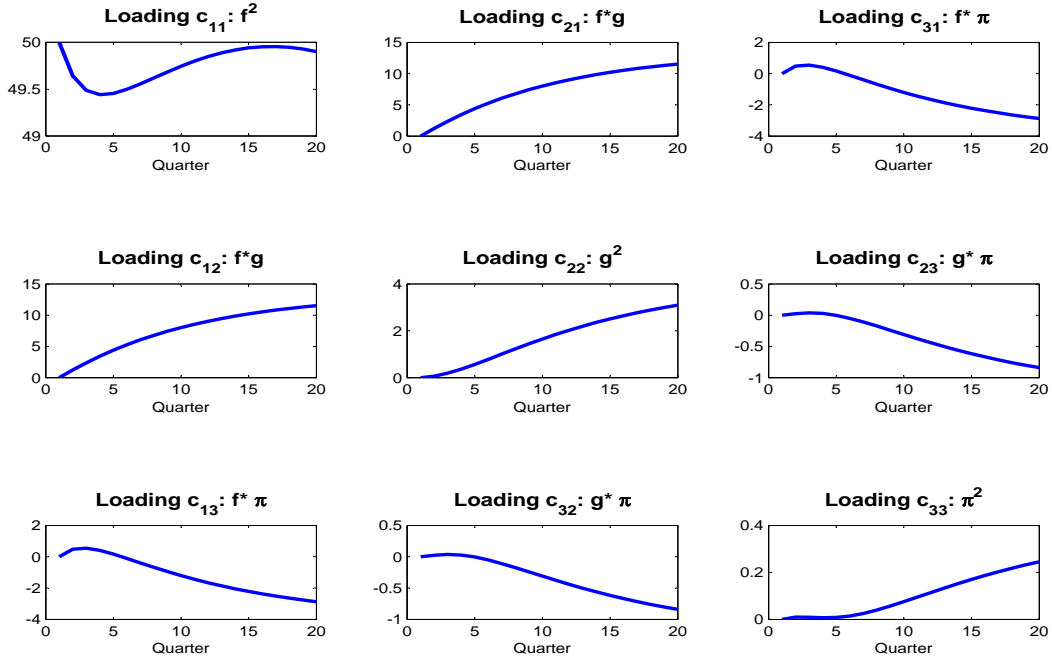 Loading c11: f2
50
49.5
49
0 5 10 15 20
Quarter
Loading c21: f*g
15
10
5
0
0 5 10 15 20
Quarter
Loading c31: f* π
2
0
-2
-4
0 5 10 15 20
Quarter
Loading c12: f*g
15
10
5
0
0 5 10 15 20
Quarter
Loading c22: g2
4
2
0
0 5 10 15 20
Quarter
Loading c23: g* π
0.5
0
-0.5
-1
0 5 10 15 20
Quarter
Loading c13: f* π
2
0
-2
-4
0 5 10 15 20
Quarter
Loading c32: g* π
0.5
0
-0.5
-1
0 5 10 15 20
Quarter
Loading c33: π2
0.4
0.2
0
0 5 10 15 20
Quarter